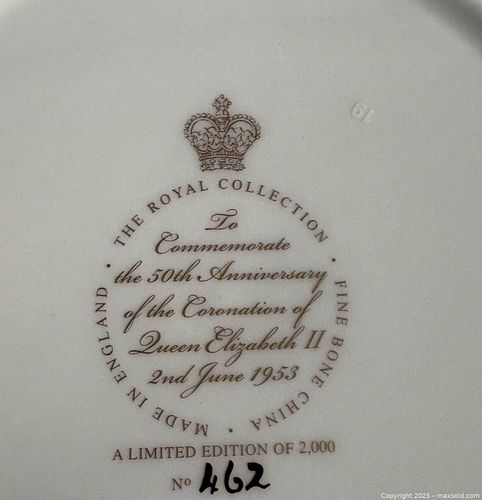 THE ROYAL COLLECTION
To
Commemorate
the 50th Anniversary
of the Coronation of
Queen Elizabeth II
2nd June 1953
· FINE BONE CHINA · MADE IN ENGLAND ·
A LIMITED EDITION OF 2,000
Nº 462
19
Copyright 2025 - maxsold.com